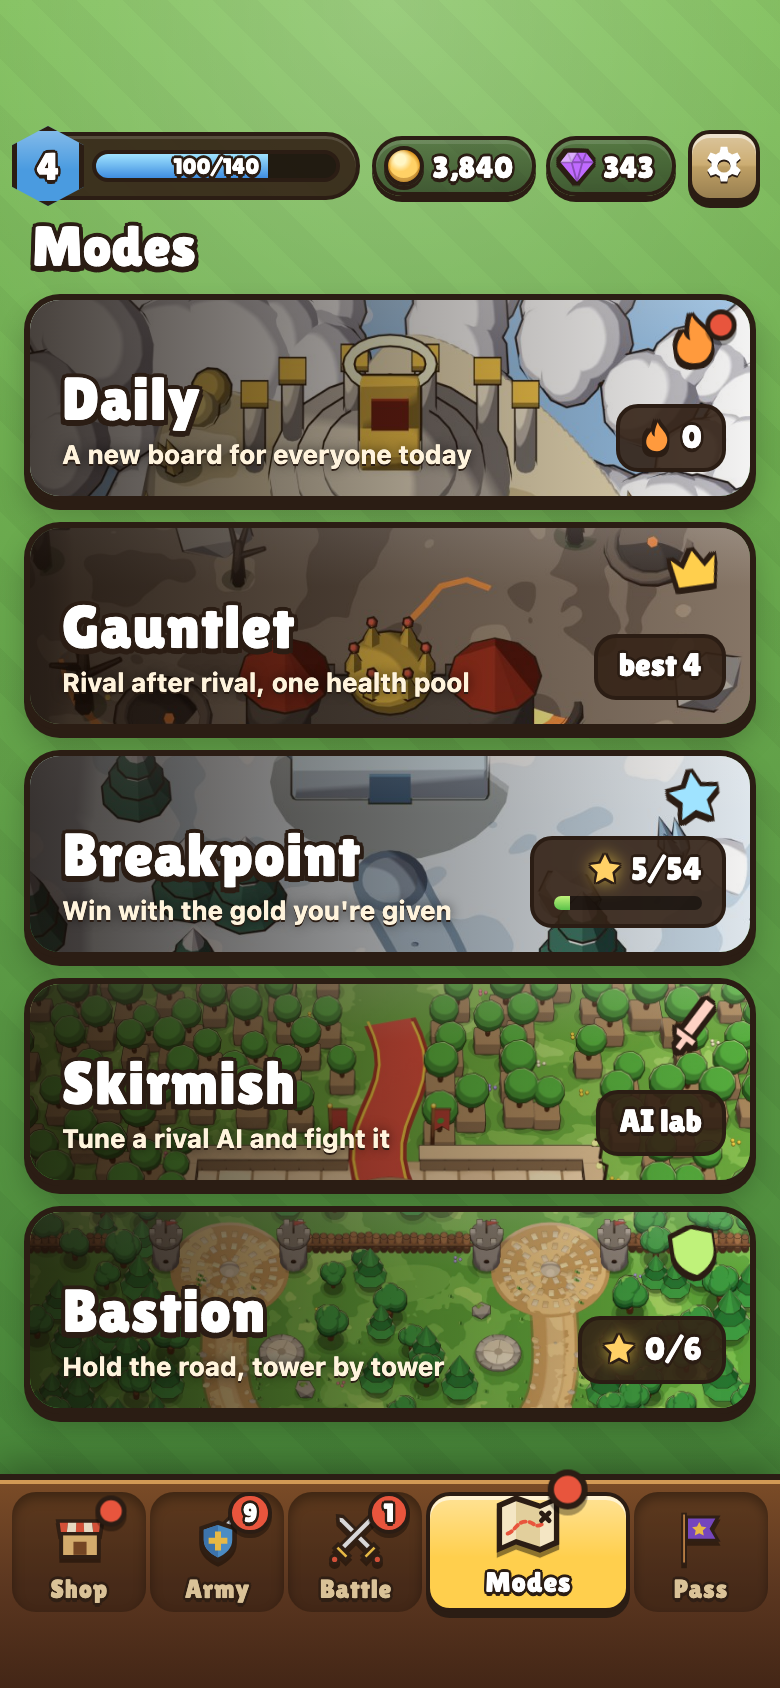 4
100/140
3,840
343
Modes
Daily
A new board for everyone today
0
Gauntlet
Rival after rival, one health pool
best 4
Breakpoint
Win with the gold you're given
5/54
Skirmish
Tune a rival AI and fight it
AI lab
Bastion
Hold the road, tower by tower
0/6
9
1
Shop
Army
Battle
Modes
Pass